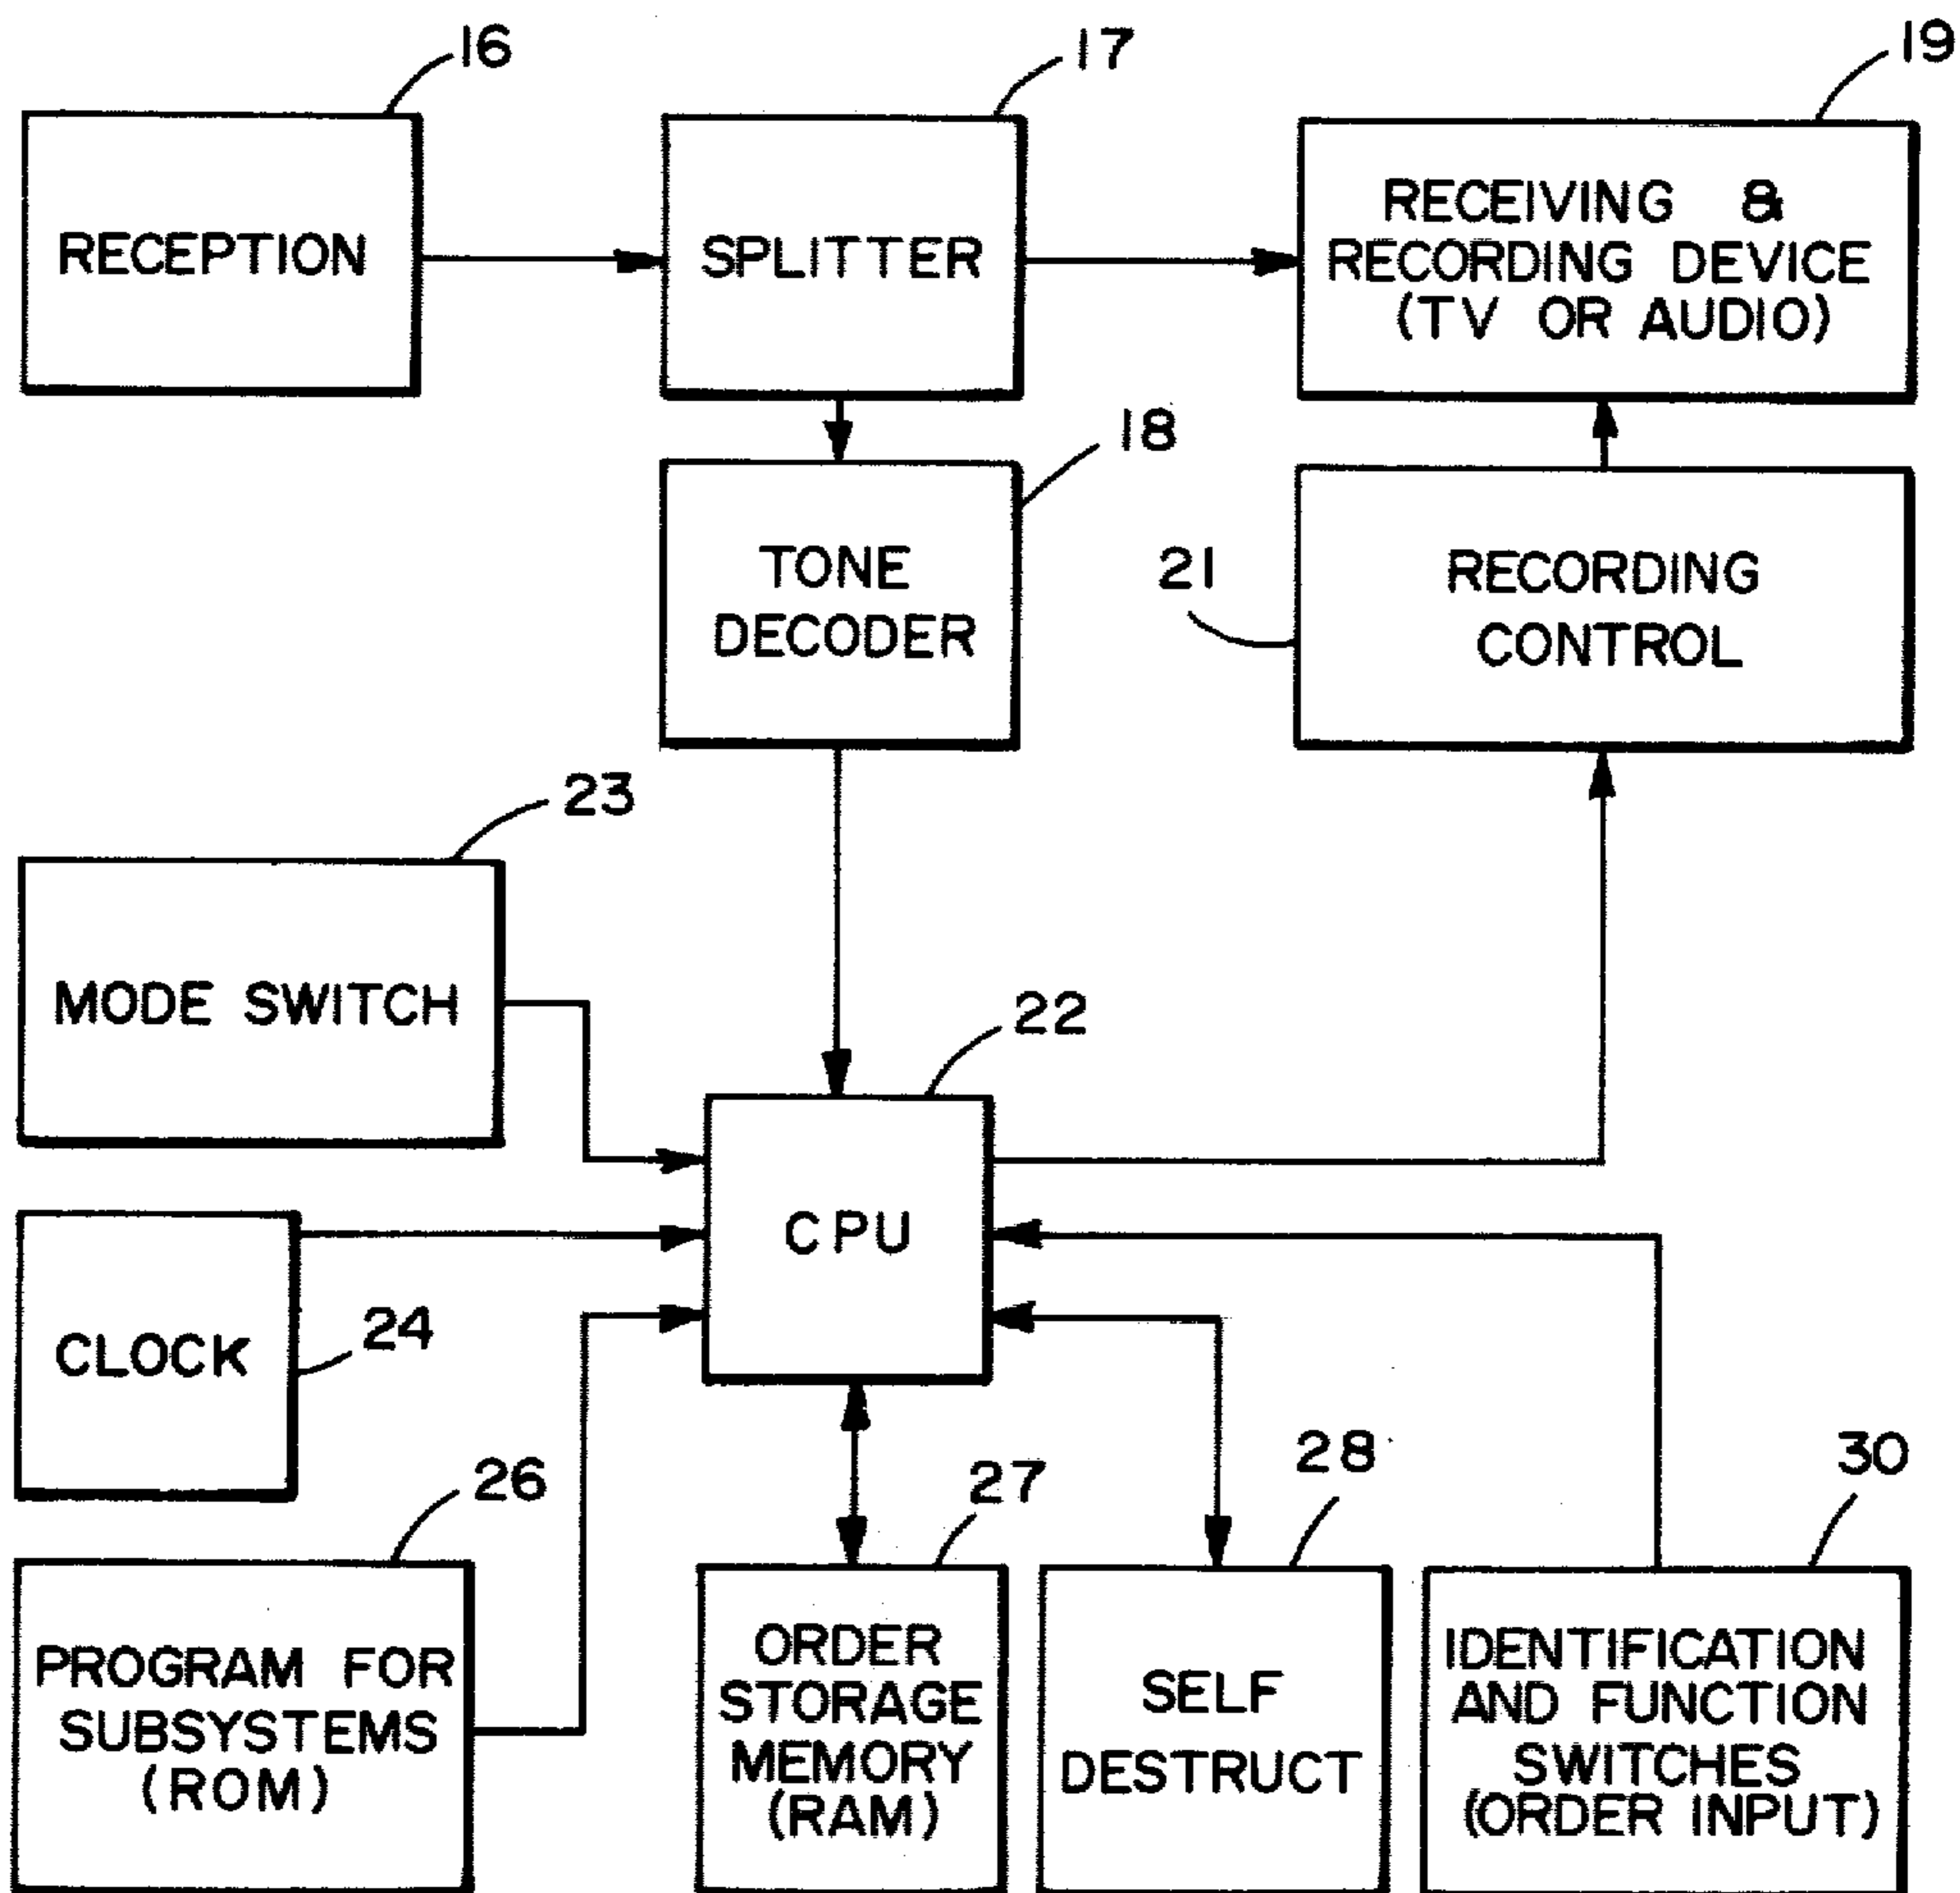 16
17
19
RECEPTION
SPLITTER
RECEIVING &
RECORDING DEVICE
(TV OR AUDIO)
18
TONE
DECODER
21
RECORDING
CONTROL
23
MODE SWITCH
22
CPU
CLOCK
24
26
PROGRAM FOR
SUBSYSTEMS
(ROM)
27
ORDER
STORAGE
MEMORY
(RAM)
28
SELF
DESTRUCT
30
IDENTIFICATION
AND FUNCTION
SWITCHES
(ORDER INPUT)